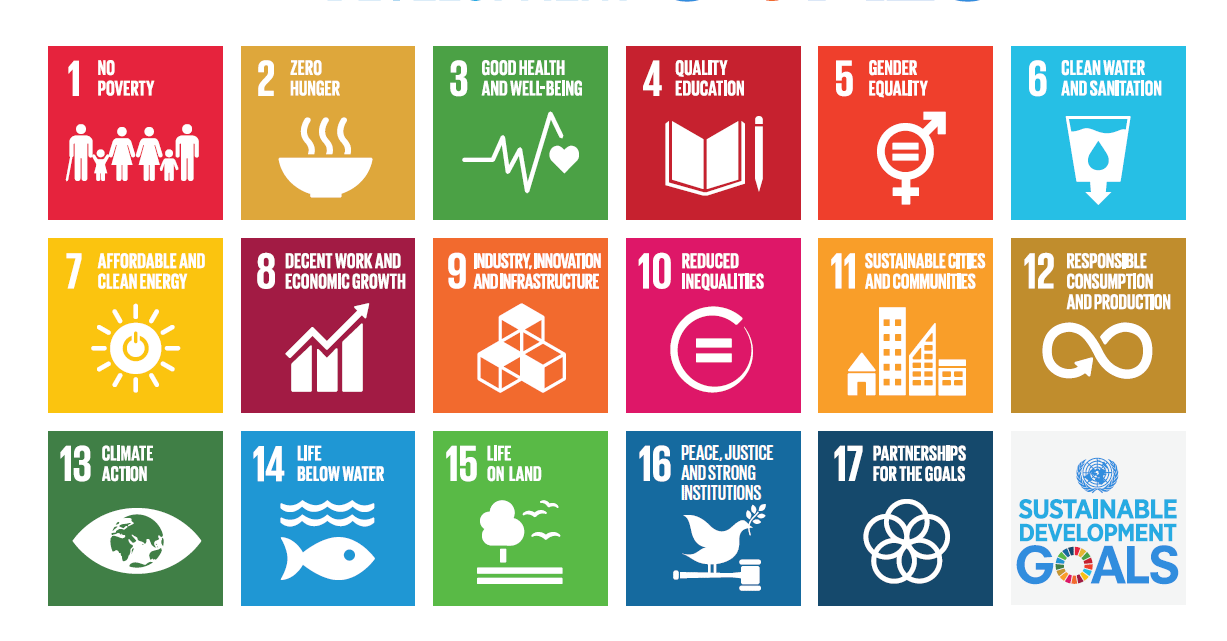 1 NO
POVERTY
2 ZERO
HUNGER
3 GOOD HEALTH
AND WELL-BEING
4 QUALITY
EDUCATION
5 GENDER
EQUALITY
6 CLEAN WATER
AND SANITATION
7 AFFORDABLE AND
CLEAN ENERGY
8 DECENT WORK AND
ECONOMIC GROWTH
9 INDUSTRY, INNOVATION
AND INFRASTRUCTURE
10 REDUCED
INEQUALITIES
11 SUSTAINABLE CITIES
AND COMMUNITIES
12 RESPONSIBLE
CONSUMPTION
AND PRODUCTION
13 CLIMATE
ACTION
14 LIFE
BELOW WATER
15 LIFE
ON LAND
16 PEACE, JUSTICE
AND STRONG
INSTITUTIONS
17 PARTNERSHIPS
FOR THE GOALS
SUSTAINABLE
DEVELOPMENT
GOALS